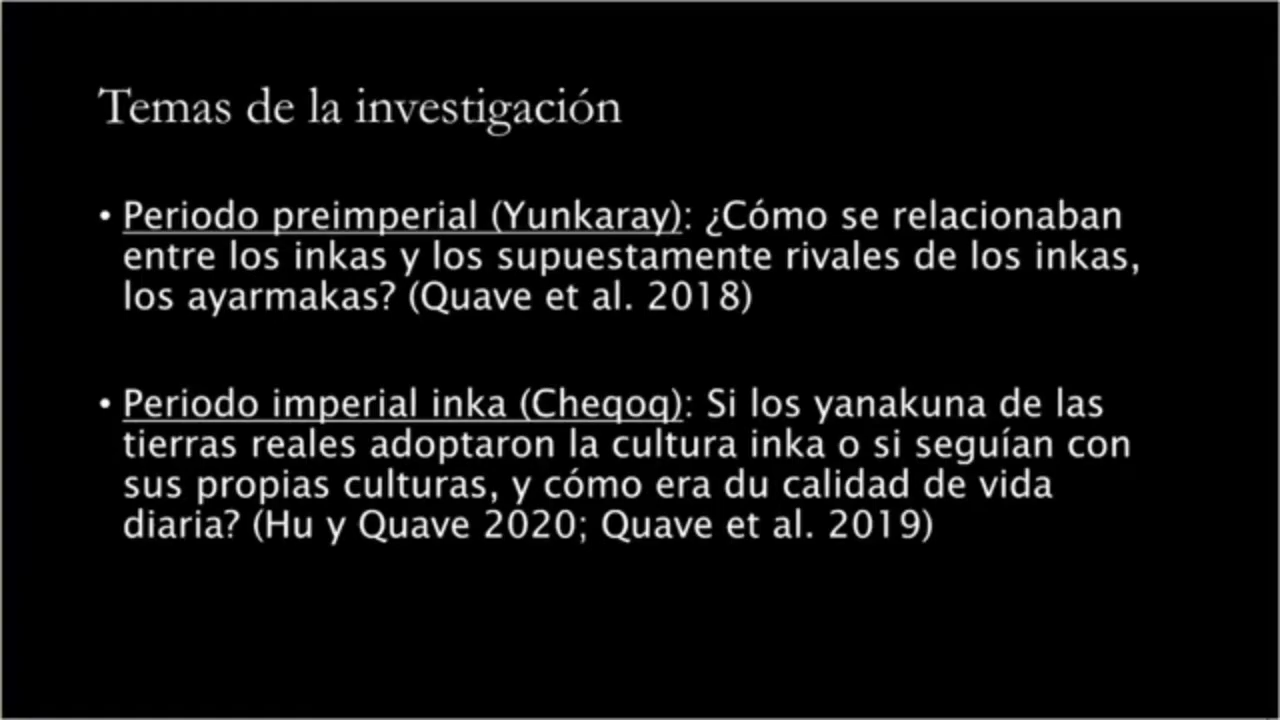 Temas de la investigación
• Periodo preimperial (Yunkaray): ¿Cómo se relacionaban
entre los inkas y los supuestamente rivales de los inkas,
los ayarmakas? (Quave et al. 2018)
• Periodo imperial inka (Cheqoq): Si los yanakuna de las
tierras reales adoptaron la cultura inka o si seguían con
sus propias culturas, y cómo era du calidad de vida
diaria? (Hu y Quave 2020; Quave et al. 2019)